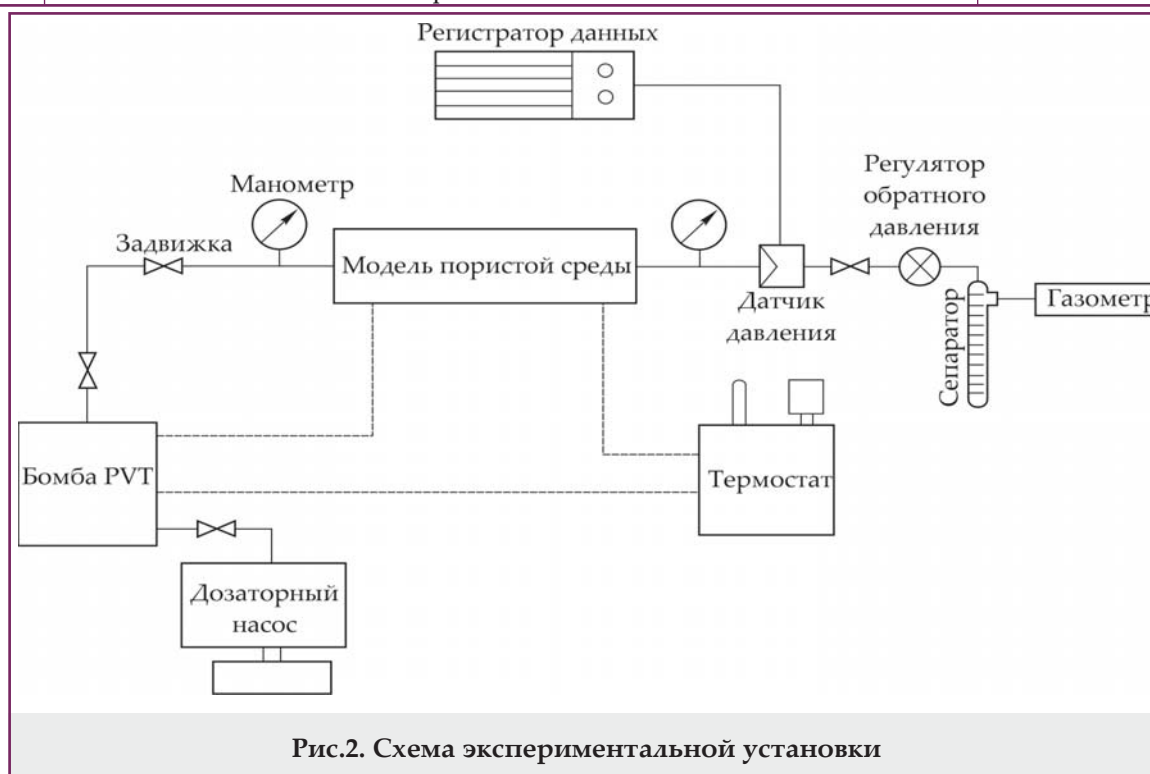 Регистратор данных
Манометр
Регулятор
обратного
давления
Задвижка
Модель пористой среды
Датчик
давления
Сепаратор
Газометр
Бомба PVT
Термостат
Дозаторный
насос
Рис.2. Схема экспериментальной установки